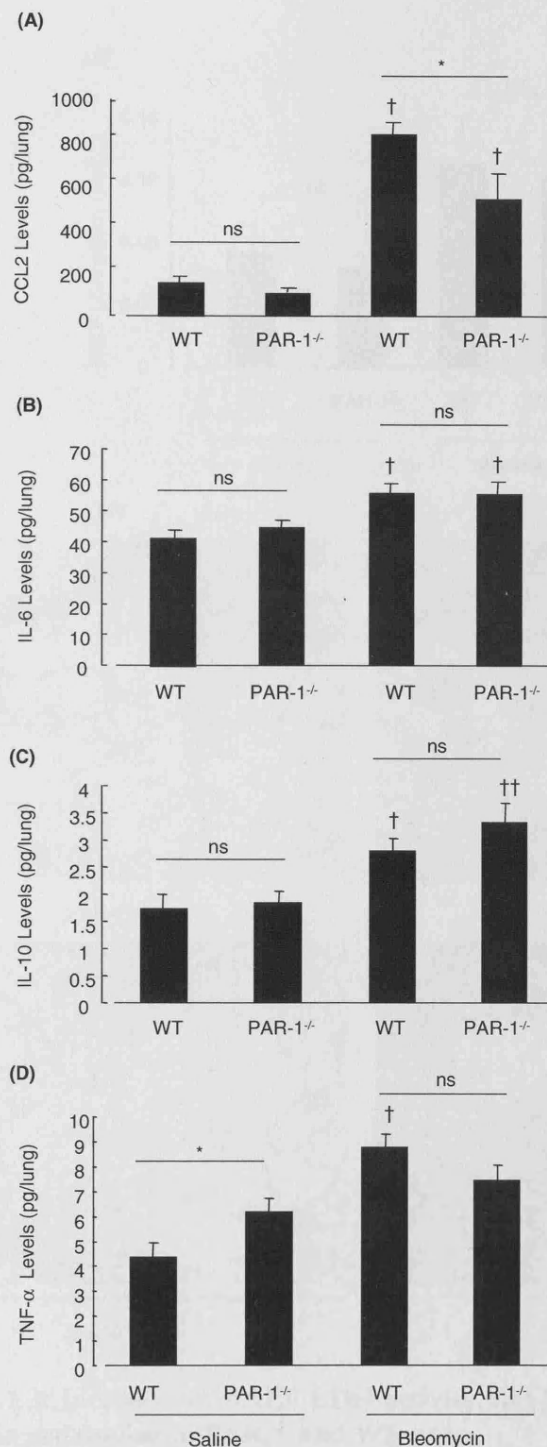 (A)
*
1000
800
600
400
200
0
CCL2 Levels (pg/lung)
†
†
ns
WT PAR-1-/- WT PAR-1-/-
(B)
ns
70
60
50
40
30
20
10
0
IL-6 Levels (pg/lung)
ns
† †
WT PAR-1-/- WT PAR-1-/-
(C)
ns
4
3.5
3
2.5
2
1.5
1
0.5
0
IL-10 Levels (pg/lung)
ns
† ††
WT PAR-1-/- WT PAR-1-/-
(D)
ns
10
9
8
7
6
5
4
3
2
1
0
TNF-α Levels (pg/lung)
*
†
WT PAR-1-/- WT PAR-1-/-
Saline Bleomycin